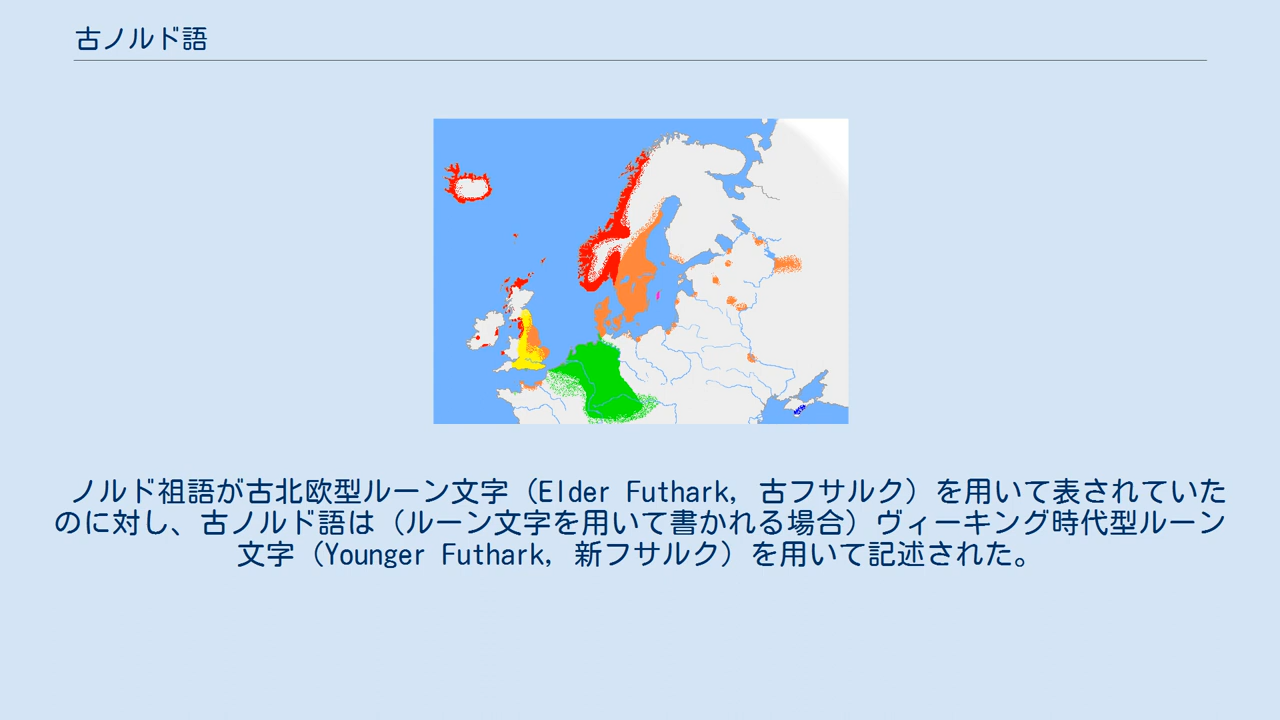 古ノルド語
ノルド祖語が古北欧型ルーン文字（Elder Futhark, 古フサルク）を用いて表されていた
のに対し、古ノルド語は（ルーン文字を用いて書かれる場合）ヴィーキング時代型ルーン
文字（Younger Futhark, 新フサルク）を用いて記述された。